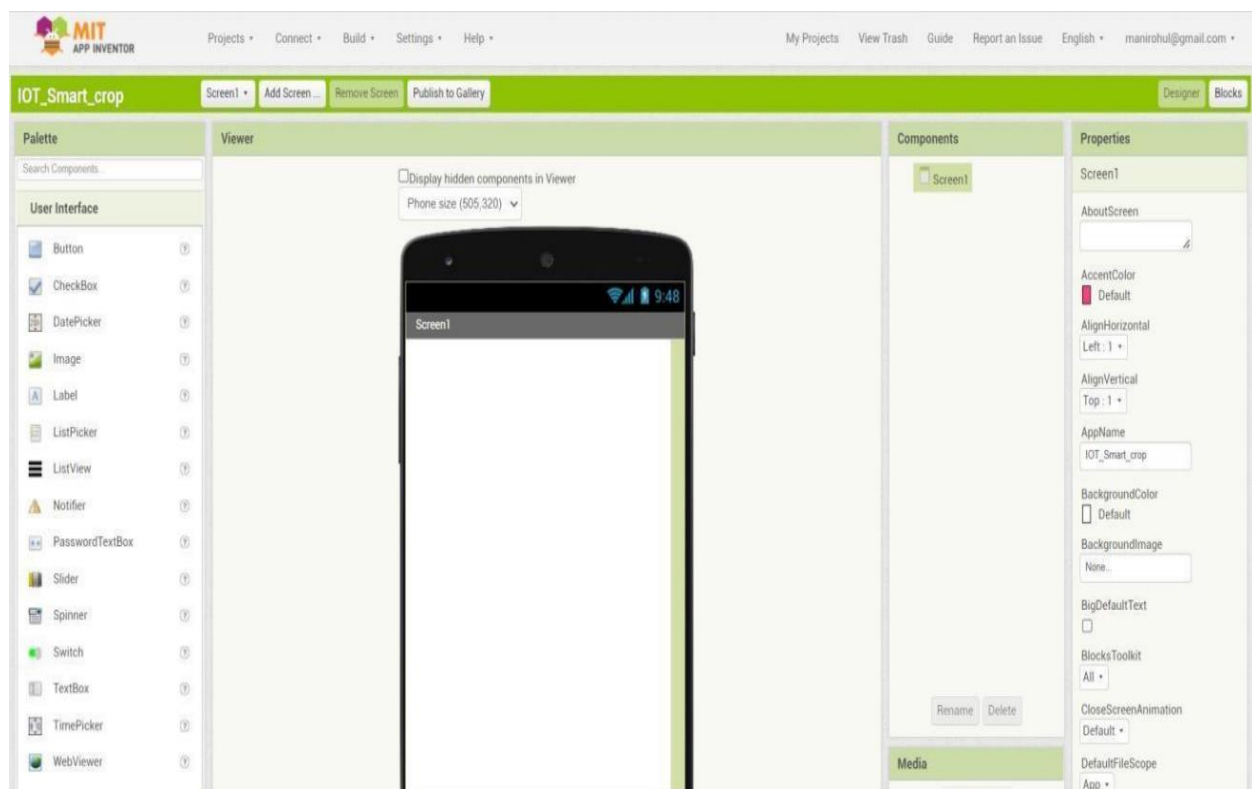 MIT
APP INVENTOR
Projects Connect Build Settings Help My Projects View Trash Guide Report an Issue English manirohul@gmail.com
IOT_Smart_crop Screen1 Add Screen ... Remove Screen Publish to Gallery Designer Blocks
Palette
Search Components...
User Interface
Button
CheckBox
DatePicker
Image
Label
ListPicker
ListView
Notifier
PasswordTextBox
Slider
Spinner
Switch
TextBox
TimePicker
WebViewer
Viewer
Display hidden components in Viewer
Phone size (505,320)
9:48
Screen1
Components
Screen1
Rename Delete
Media
Properties
Screen1
AboutScreen
AccentColor
Default
AlignHorizontal
Left : 1
AlignVertical
Top : 1
AppName
IOT_Smart_crop
BackgroundColor
Default
BackgroundImage
None...
BigDefaultText
BlocksToolkit
All
CloseScreenAnimation
Default
DefaultFileScope
App